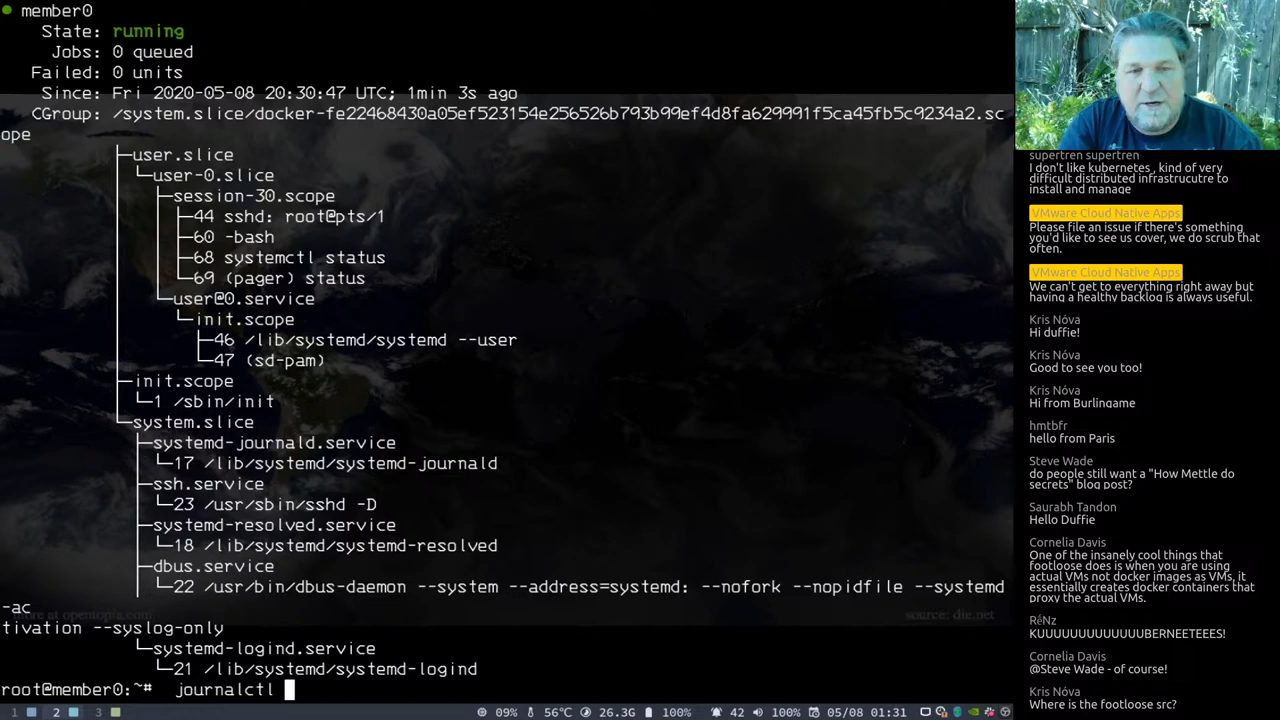 ● member0
State: running
Jobs: 0 queued
Failed: 0 units
Since: Fri 2020-05-08 20:30:47 UTC; 1min 3s ago
CGroup: /system.slice/docker-fe22468430a05ef523154e256526b793b99ef4d8fa629991f5ca45fb5c9234a2.sc
ope
├─user.slice
│ └─user-0.slice
│ ├─session-30.scope
│ │ ├─44 sshd: root@pts/1
│ │ ├─60 -bash
│ │ ├─68 systemctl status
│ │ └─69 (pager) status
│ └─user@0.service
│ └─init.scope
│ ├─46 /lib/systemd/systemd --user
│ └─47 (sd-pam)
├─init.scope
│ └─1 /sbin/init
└─system.slice
├─systemd-journald.service
│ └─17 /lib/systemd/systemd-journald
├─ssh.service
│ └─23 /usr/sbin/sshd -D
├─systemd-resolved.service
│ └─18 /lib/systemd/systemd-resolved
├─dbus.service
│ └─22 /usr/bin/dbus-daemon --system --address=systemd: --nofork --nopidfile --systemd
-ac
tivation --syslog-only
└─systemd-logind.service
└─21 /lib/systemd/systemd-logind
root@member0:~# journalctl
more at opentopia.com
source: die.net
supertren supertren
I don't like kubernetes , kind of very
difficult distributed infrastrucutre to
install and manage
VMware Cloud Native Apps
Please file an issue if there's something
you'd like to see us cover, we do scrub that
often.
VMware Cloud Native Apps
We can't get to everything right away but
having a healthy backlog is always useful.
Kris Nóva
Hi duffie!
Kris Nóva
Good to see you too!
Kris Nóva
Hi from Burlingame
hmtbfr
hello from Paris
Steve Wade
do people still want a "How Mettle do
secrets" blog post?
Saurabh Tandon
Hello Duffie
Cornelia Davis
One of the insanely cool things that
footloose does is when you are using
actual VMs not docker images as VMs, it
essentially creates docker containers that
proxy the actual VMs.
RéNz
KUUUUUUUUUUUUUBERNEETEEES!
Cornelia Davis
@Steve Wade - of course!
Kris Nóva
Where is the footloose src?
1 2 3
09% 56℃ 26.3G 100% 42 100% 05/08 01:31